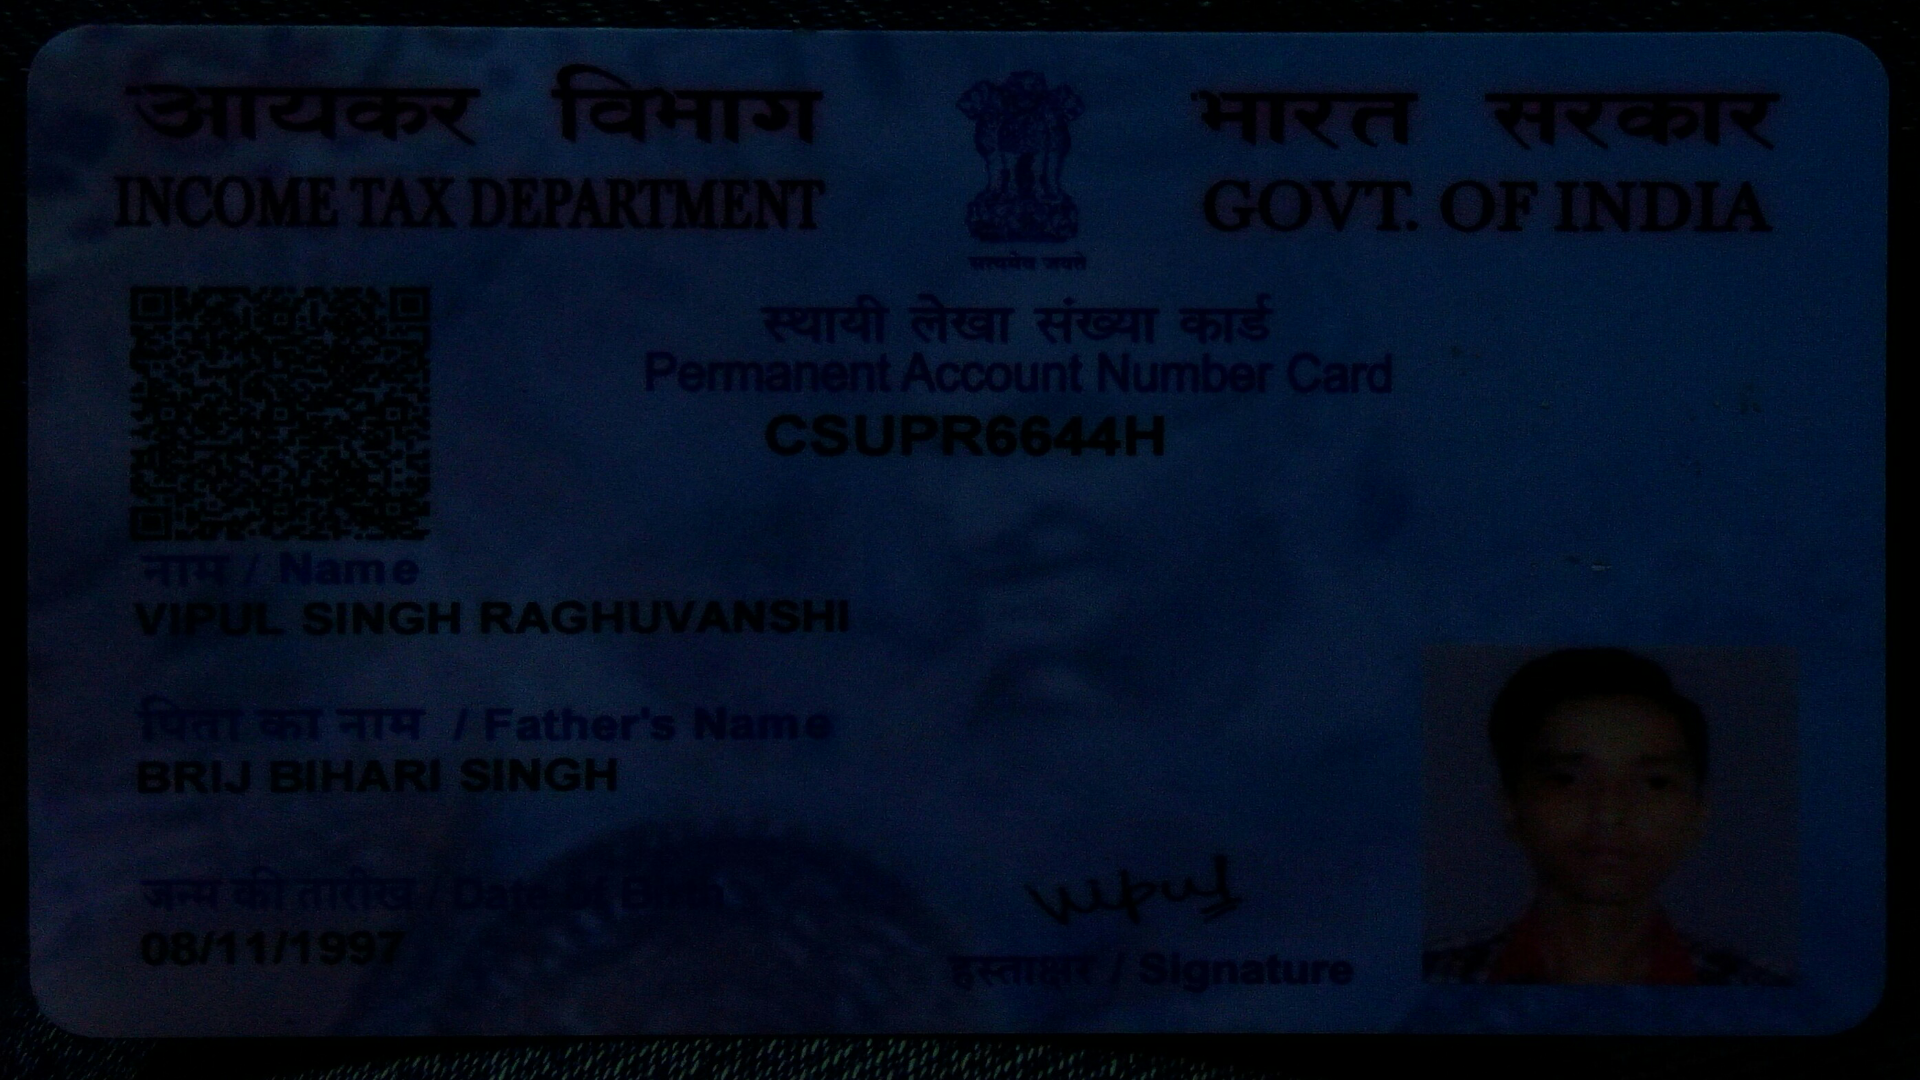 आयकर विभाग
INCOME TAX DEPARTMENT
सत्यमेव जयते
भारत सरकार
GOVT. OF INDIA
स्थायी लेखा संख्या कार्ड
Permanent Account Number Card
CSUPR6644H
नाम / Name
VIPUL SINGH RAGHUVANSHI
पिता का नाम / Father's Name
BRIJ BIHARI SINGH
जन्म की तारीख / Date of Birth
08/11/1997
vipul
हस्ताक्षर / Signature